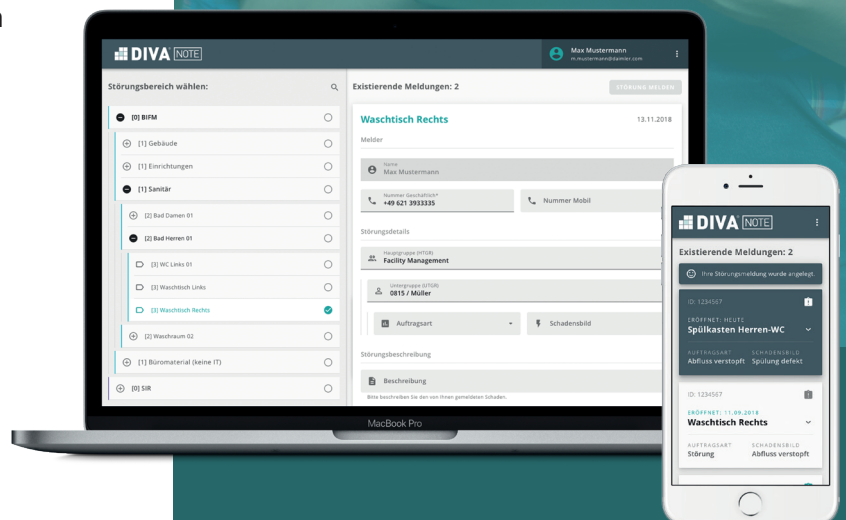 DIVA NOTE
Max Mustermann
m.mustermann@daimler.com
Störungsbereich wählen:
[0] BIFM
[1] Gebäude
[1] Einrichtungen
[1] Sanitär
[2] Bad Damen 01
[2] Bad Herren 01
[3] WC Links 01
[3] Waschtisch Links
[3] Waschtisch Rechts
[2] Waschraum 02
[1] Büromaterial (keine IT)
[0] SIR
Existierende Meldungen: 2
STÖRUNG MELDEN
Waschtisch Rechts
13.11.2018
Melder
Name
Max Mustermann
Nummer Geschäftlich*
+49 621 3933335
Nummer Mobil
Störungsdetails
Hauptgruppe (HTGR)
Facility Management
Untergruppe (UTGR)
0815 / Müller
Auftragsart
Schadensbild
Störungsbeschreibung
Beschreibung
Bitte beschreiben Sie den von Ihnen gemeldeten Schaden.
MacBook Pro
DIVA NOTE
Existierende Meldungen: 2
Ihre Störungsmeldung wurde angelegt.
ID: 1234567
ERÖFFNET: HEUTE
Spülkasten Herren-WC
AUFTRAGSART SCHADENSBILD
Abfluss verstopft Spülung defekt
ID: 1234567
ERÖFFNET: 11.09.2018
Waschtisch Rechts
AUFTRAGSART SCHADENSBILD
Störung Abfluss verstopft